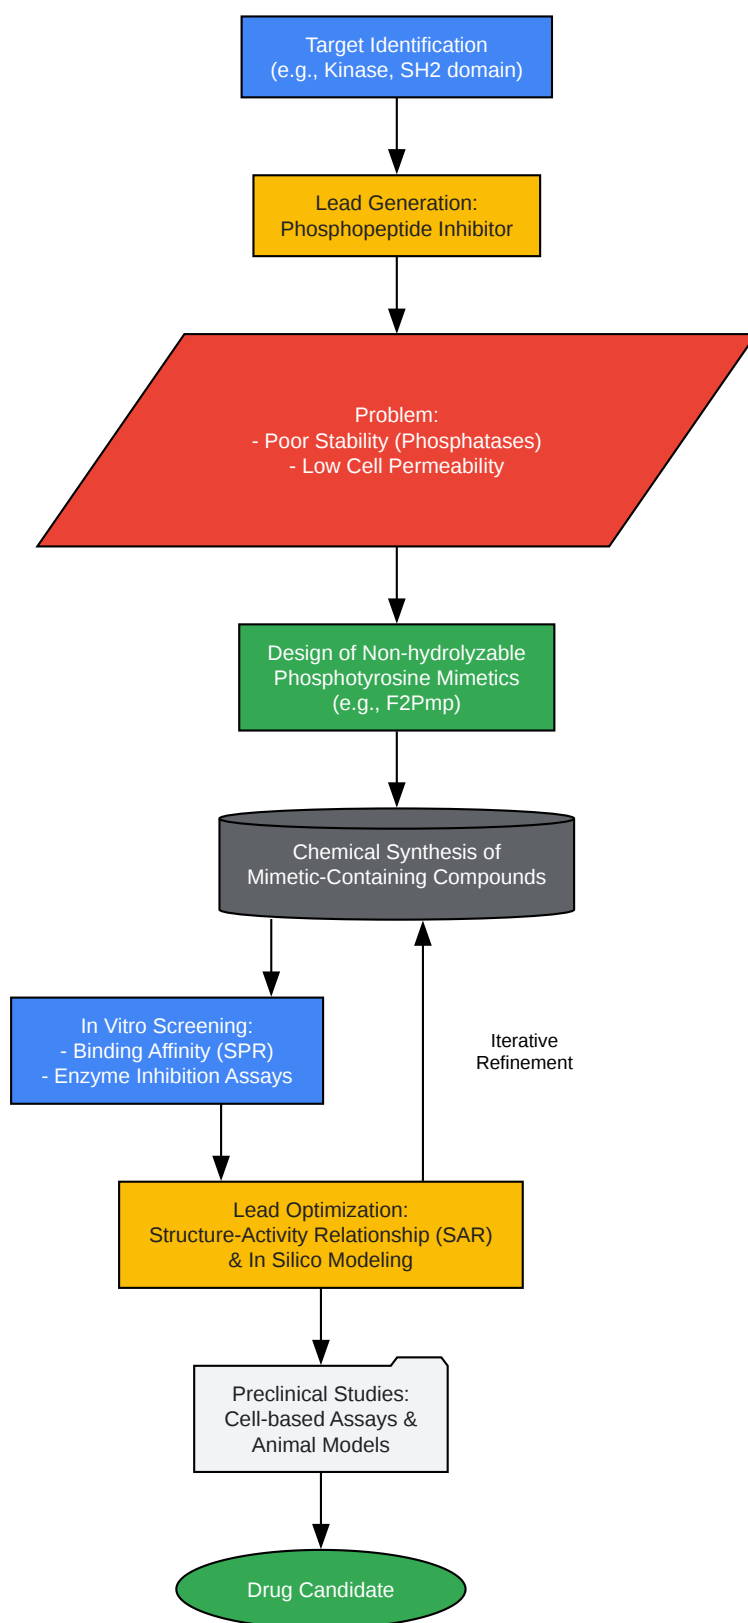 Target Identification
(e.g., Kinase, SH2 domain)
Lead Generation:
Phosphopeptide Inhibitor
Problem:
- Poor Stability (Phosphatases)
- Low Cell Permeability
Design of Non-hydrolyzable
Phosphotyrosine Mimetics
(e.g., F2Pmp)
Chemical Synthesis of
Mimetic-Containing Compounds
In Vitro Screening:
- Binding Affinity (SPR)
- Enzyme Inhibition Assays
Iterative
Refinement
Lead Optimization:
Structure-Activity Relationship (SAR)
& In Silico Modeling
Preclinical Studies:
Cell-based Assays &
Animal Models
Drug Candidate